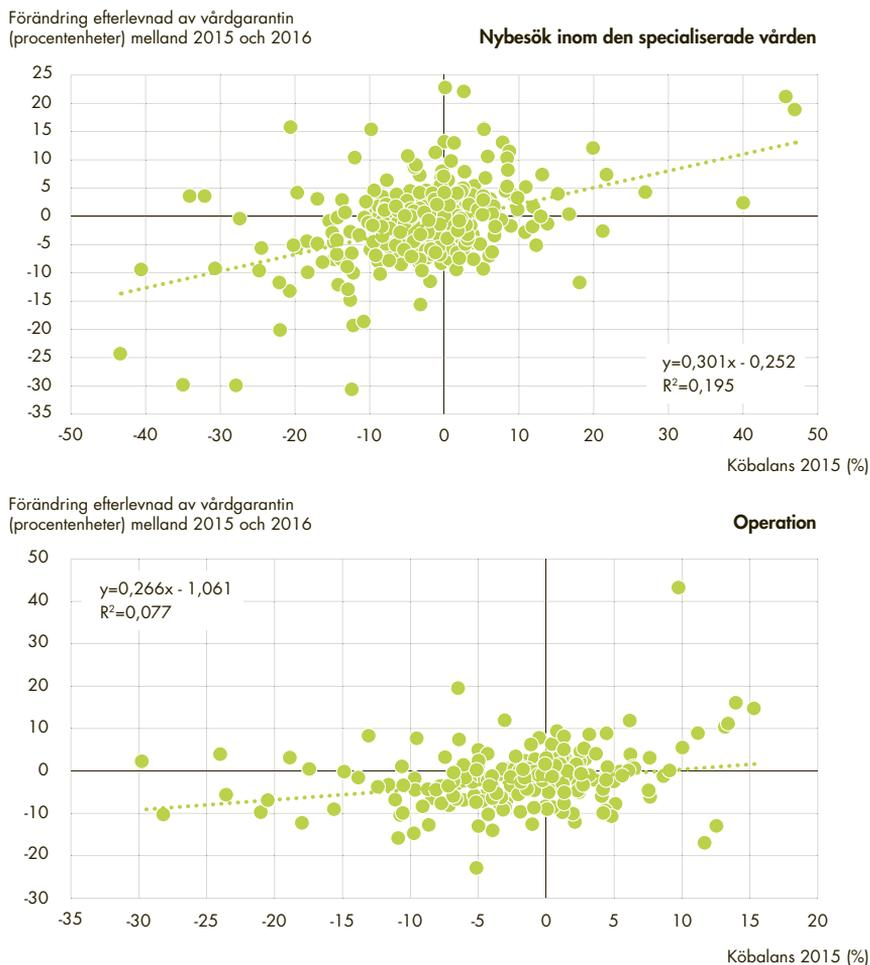 Förändring efterlevnad av vårdgarantin
(procentenheter) melland 2015 och 2016
Nybesök inom den specialiserade vården
25
20
15
10
5
0
-5
-10
-15
-20
-25
-30
-35
y=0,301x - 0,252
R²=0,195
-50 -40 -30 -20 -10 0 10 20 30 40 50
Köbalans 2015 (%)
Förändring efterlevnad av vårdgarantin
(procentenheter) melland 2015 och 2016
Operation
50
40
30
20
10
0
-10
-20
-30
y=0,266x - 1,061
R²=0,077
-35 -30 -25 -20 -15 -10 -5 0 5 10 15 20
Köbalans 2015 (%)